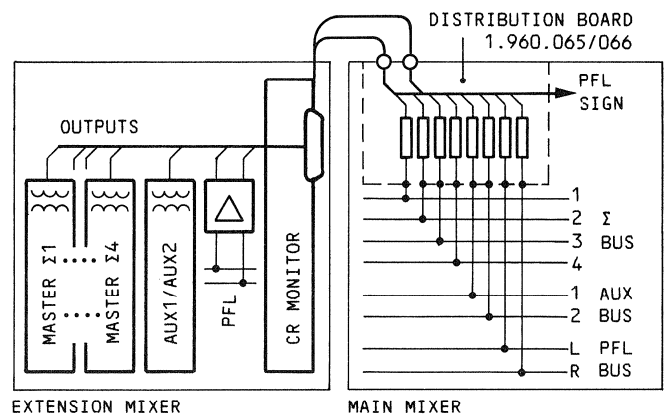 DISTRIBUTION BOARD
1.960.065/066
PFL
SIGN
OUTPUTS
MASTER Σ1
MASTER Σ4
AUX1/AUX2
PFL
CR MONITOR
1
2 Σ
3 BUS
4
1 AUX
2 BUS
L PFL
R BUS
EXTENSION MIXER
MAIN MIXER